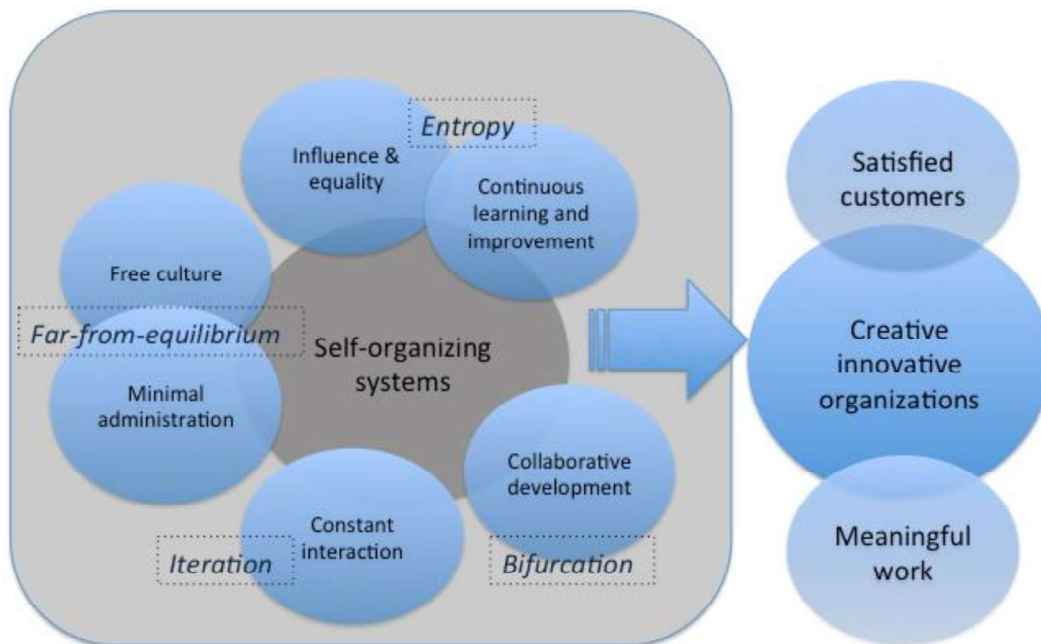 Entropy
Influence &
equality
Continuous
learning and
improvement
Free culture
Far-from-equilibrium
Minimal
administration
Self-organizing
systems
Collaborative
development
Constant
interaction
Iteration
Bifurcation
Satisfied
customers
Creative
innovative
organizations
Meaningful
work